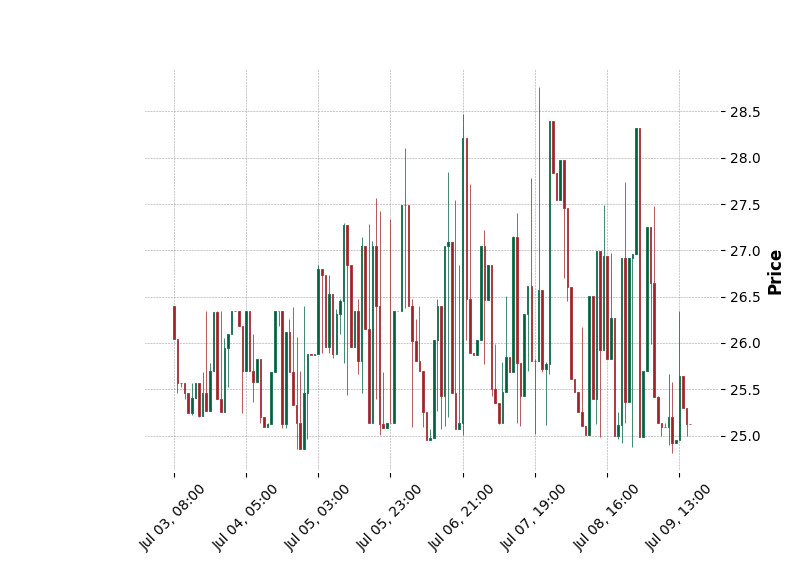 28.5
28.0
27.5
27.0
26.5
26.0
25.5
25.0
Price
Jul 03, 08:00
Jul 04, 05:00
Jul 05, 03:00
Jul 05, 23:00
Jul 06, 21:00
Jul 07, 19:00
Jul 08, 16:00
Jul 09, 13:00